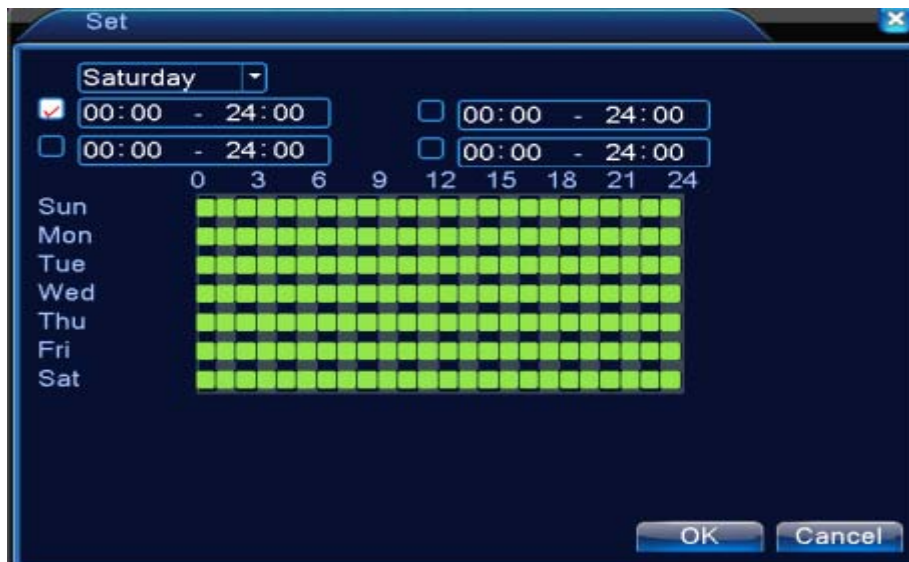 Set
Saturday
00:00 - 24:00 00:00 - 24:00
00:00 - 24:00 00:00 - 24:00
0 3 6 9 12 15 18 21 24
Sun
Mon
Tue
Wed
Thu
Fri
Sat
OK Cancel